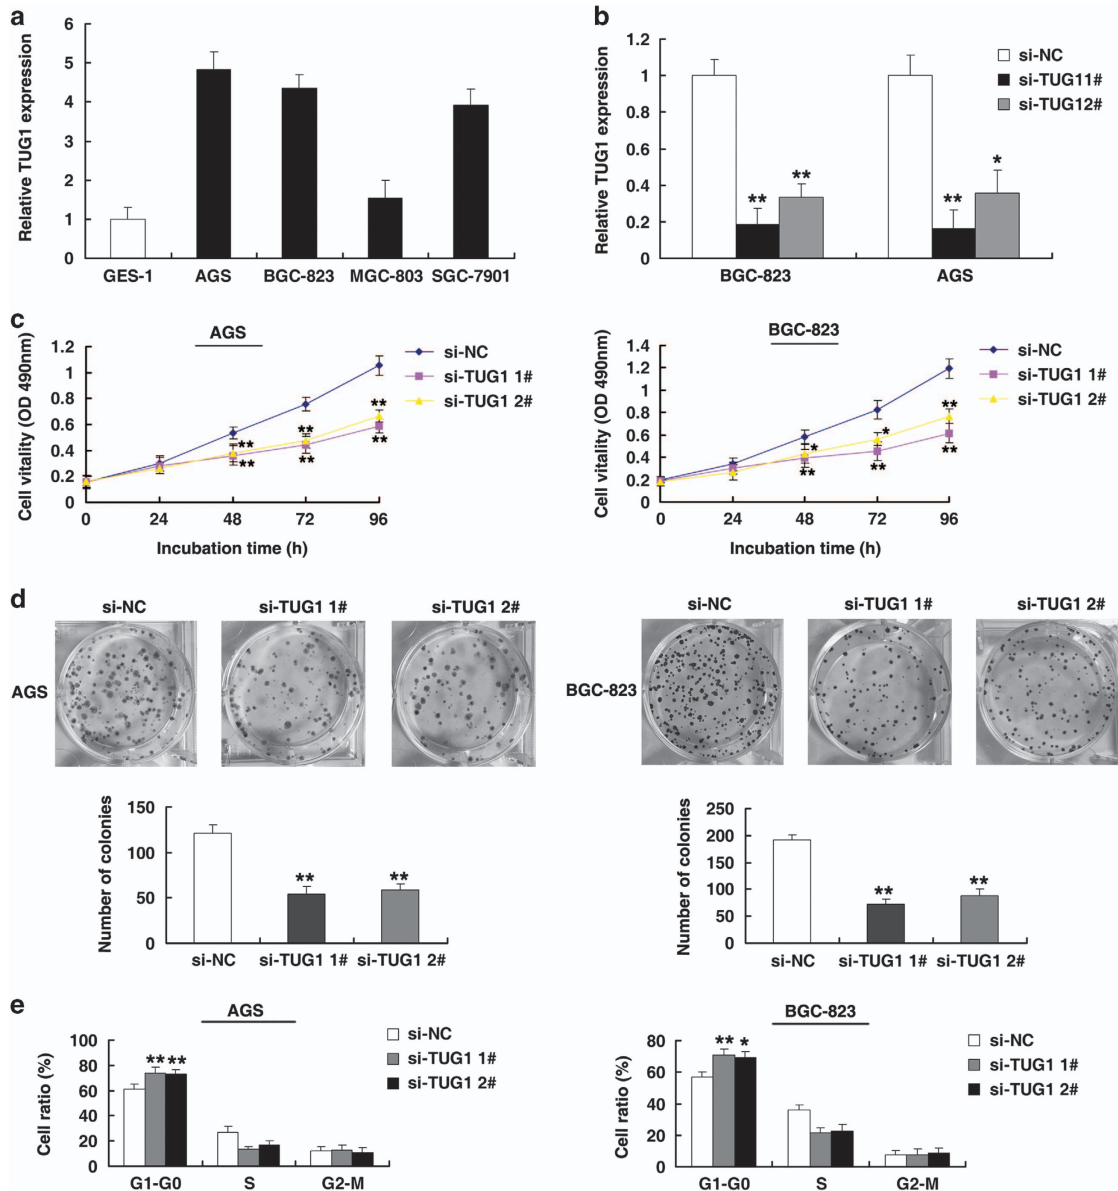 a
Relative TUG1 expression
6
5
4
3
2
1
0
GES-1 AGS BGC-823 MGC-803 SGC-7901
b
Relative TUG1 expression
1.2
1
0.8
0.6
0.4
0.2
0
si-NC
si-TUG11#
si-TUG12#
** ** ** *
BGC-823 AGS
c
AGS
Cell vitality (OD 490nm)
1.2
1
0.8
0.6
0.4
0.2
0
si-NC
si-TUG1 1#
si-TUG1 2#
** ** **
** ** **
0 24 48 72 96
Incubation time (h)
BGC-823
Cell vitality (OD 490nm)
1.4
1.2
1
0.8
0.6
0.4
0.2
0
si-NC
si-TUG1 1#
si-TUG1 2#
* * **
** ** **
0 24 48 72 96
Incubation time (h)
d
si-NC si-TUG1 1# si-TUG1 2#
AGS
si-NC si-TUG1 1# si-TUG1 2#
BGC-823
Number of colonies
150
100
50
0
** **
si-NC si-TUG1 1# si-TUG1 2#
Number of colonies
250
200
150
100
50
0
** **
si-NC si-TUG1 1# si-TUG1 2#
e
AGS
Cell ratio (%)
100
80
60
40
20
0
** **
si-NC
si-TUG1 1#
si-TUG1 2#
G1-G0 S G2-M
BGC-823
Cell ratio (%)
80
60
40
20
0
** *
si-NC
si-TUG1 1#
si-TUG1 2#
G1-G0 S G2-M